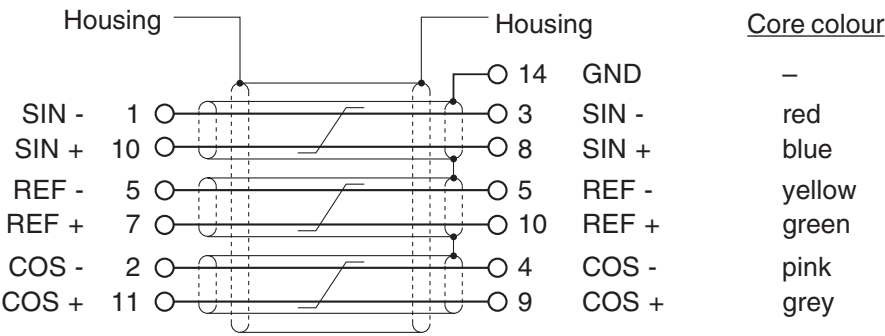 Housing Housing Core colour
14 GND –
SIN - 1 3 SIN - red
SIN + 10 8 SIN + blue
REF - 5 5 REF - yellow
REF + 7 10 REF + green
COS - 2 4 COS - pink
COS + 11 9 COS + grey